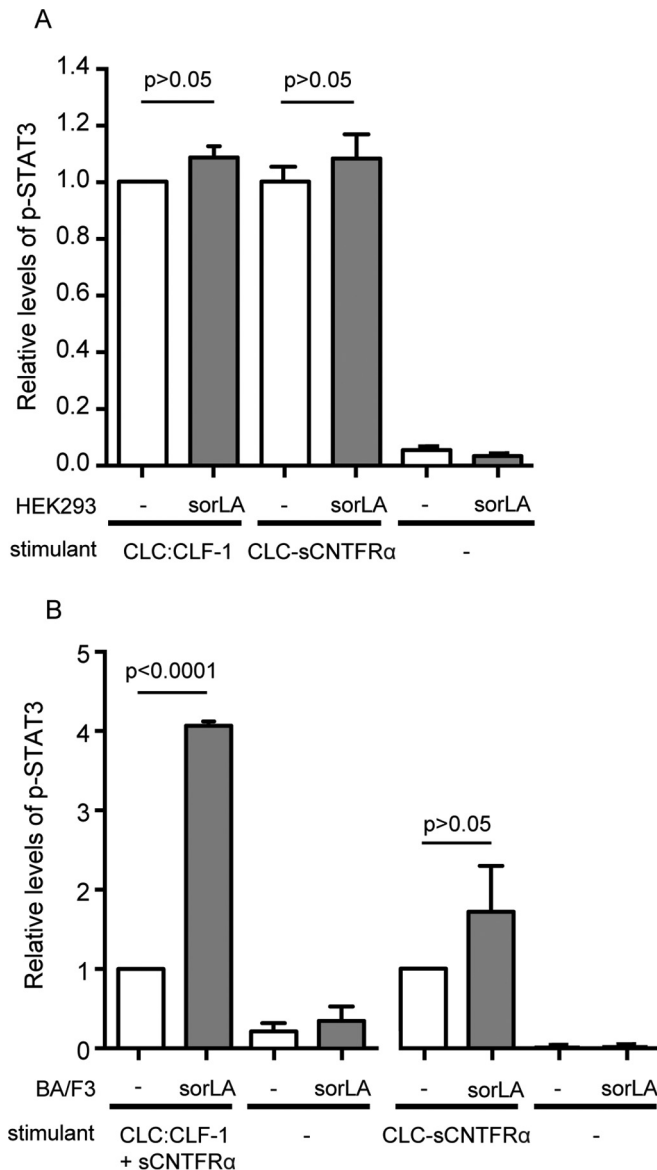 A
p>0.05 p>0.05
1.4
1.2
1.0
0.8
0.6
0.4
0.2
0.0
Relative levels of p-STAT3
HEK293 - sorLA - sorLA - sorLA
stimulant CLC:CLF-1 CLC-sCNTFRα -
B
5
4
3
2
1
0
Relative levels of p-STAT3
p<0.0001
p>0.05
BA/F3 - sorLA - sorLA - sorLA - sorLA
stimulant CLC:CLF-1 - CLC-sCNTFRα -
+ sCNTFRα